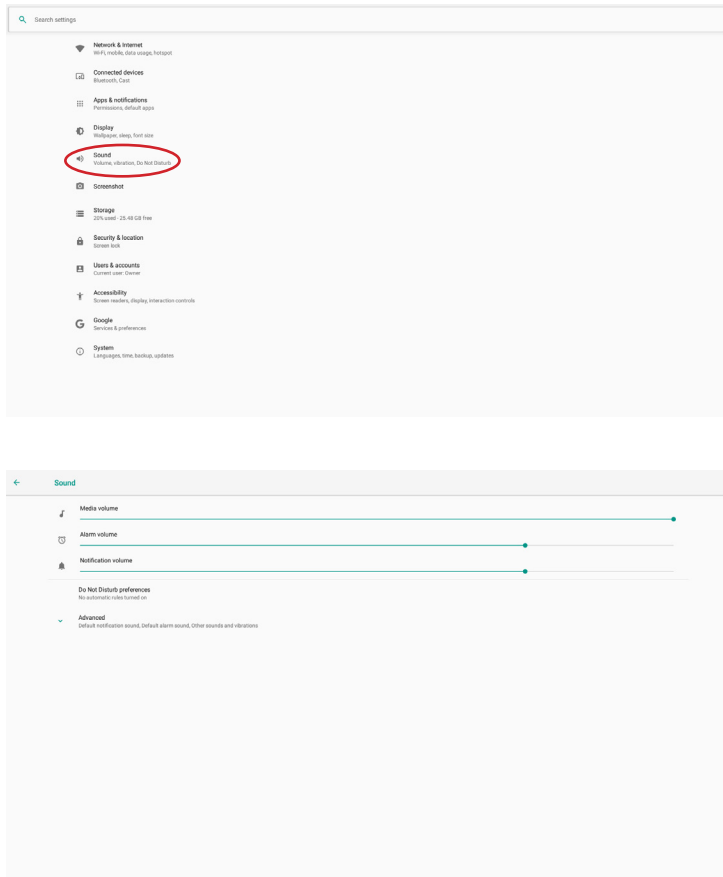 Search settings
Network & Internet
Wi-Fi, mobile, data usage, hotspot
Connected devices
Bluetooth, Cast
Apps & notifications
Permissions, default apps
Display
Wallpaper, sleep, font size
Sound
Volume, vibration, Do Not Disturb
Screenshot
Storage
20% used - 25.48 GB free
Security & location
Screen lock
Users & accounts
Current user: Owner
Accessibility
Screen readers, display, interaction controls
Google
Services & preferences
System
Languages, time, backup, updates
Sound
Media volume
Alarm volume
Notification volume
Do Not Disturb preferences
No automatic rules turned on
Advanced
Default notification sound, Default alarm sound, Other sounds and vibrations